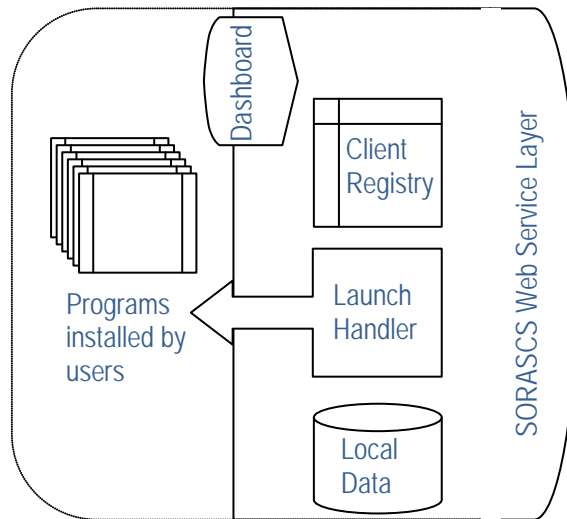 Dashboard
Client
Registry
SORASCS Web Service Layer
Programs
installed by
users
Launch
Handler
Local
Data